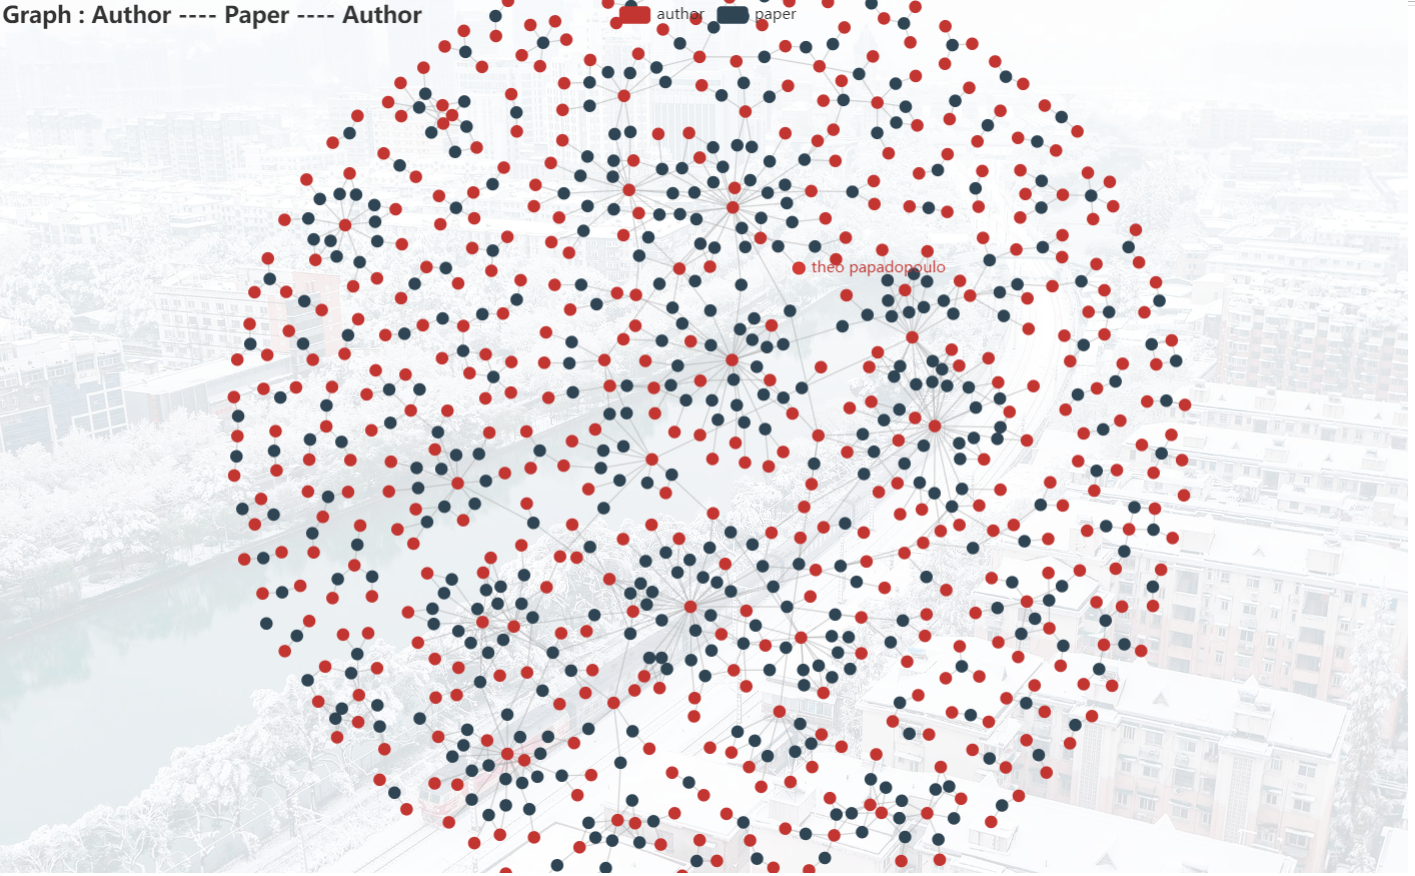 Graph : Author ---- Paper ---- Author
author
paper
theo papadopoulo